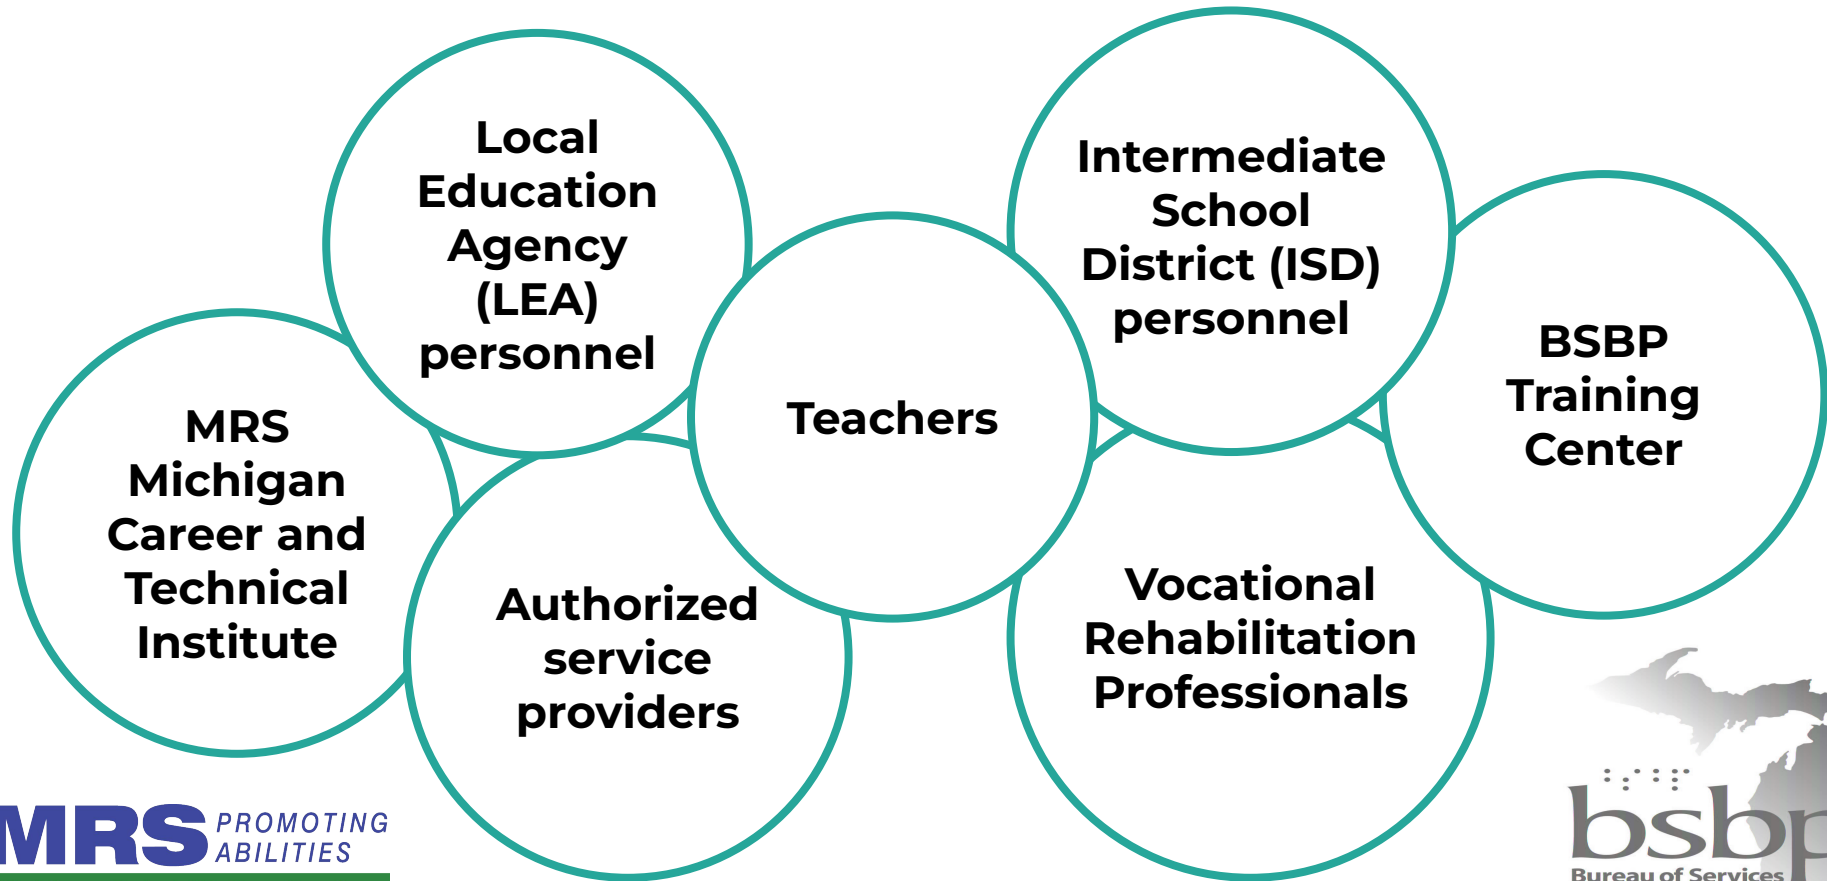 Local
Education
Agency
(LEA)
personnel
Intermediate
School
District (ISD)
personnel
BSBP
Training
Center
Teachers
MRS
Michigan
Career and
Technical
Institute
Authorized
service
providers
Vocational
Rehabilitation
Professionals
MRS PROMOTING
ABILITIES
bsbp
Bureau of Services